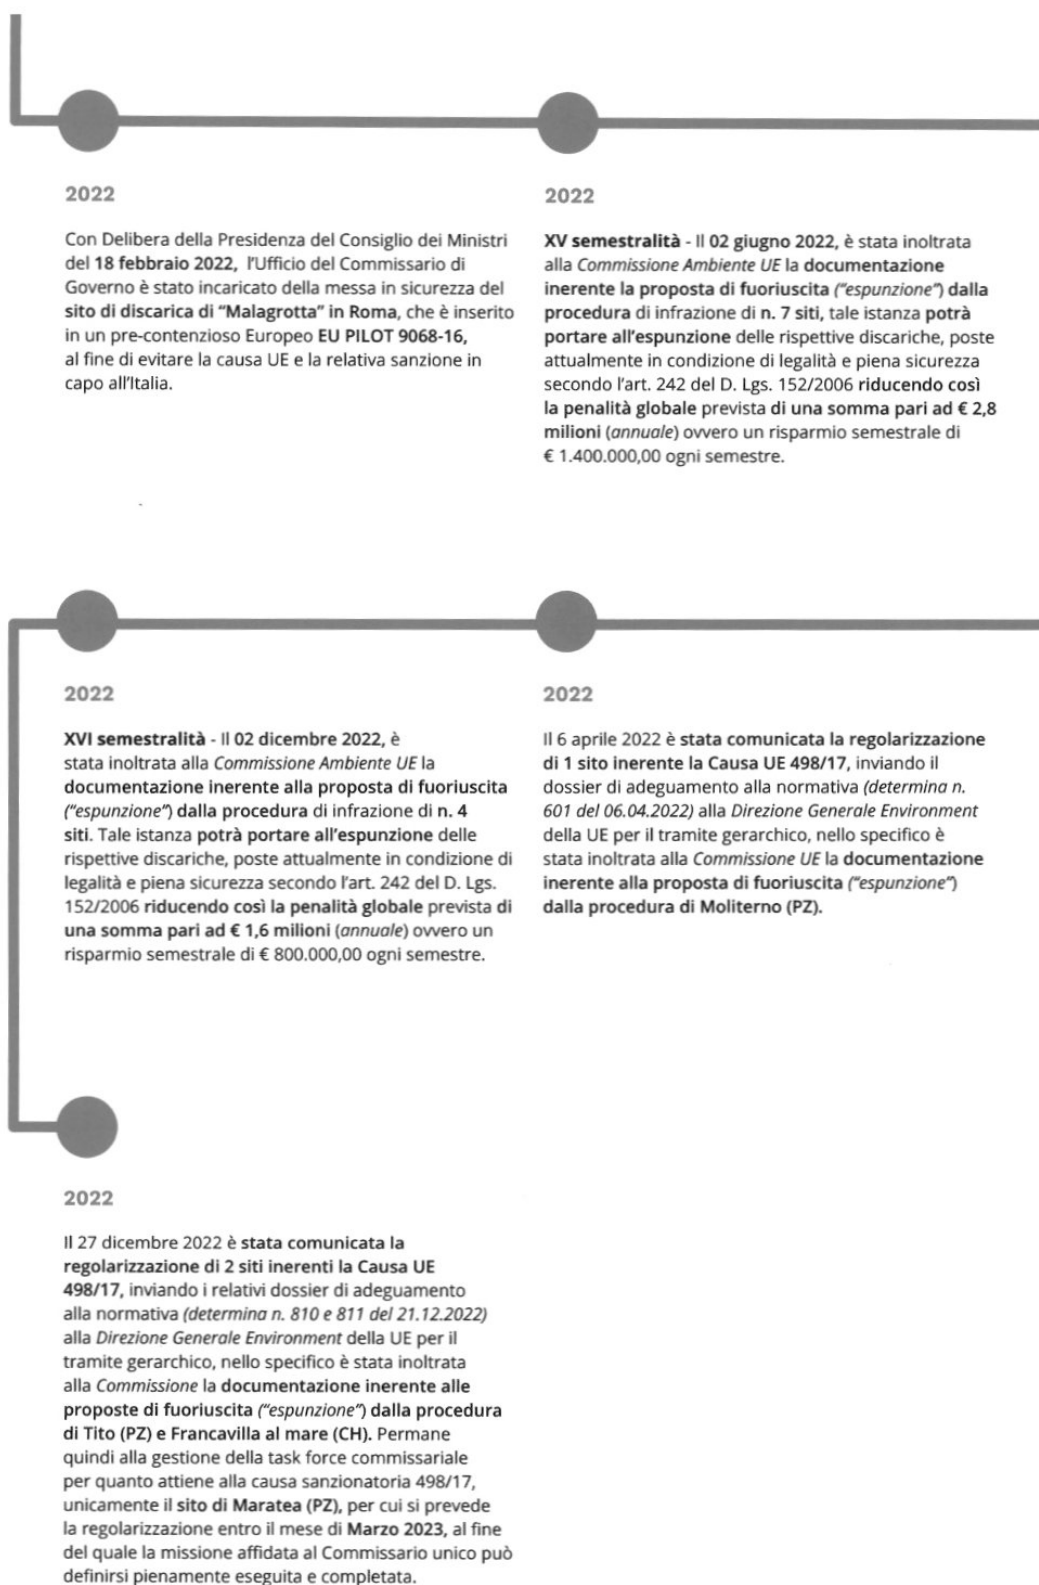 2022
Con Delibera della Presidenza del Consiglio dei Ministri
del 18 febbraio 2022, l'Ufficio del Commissario di
Governo è stato incaricato della messa in sicurezza del
sito di discarica di “Malagrotta” in Roma, che è inserito
in un pre-contenzioso Europeo EU PILOT 9068-16,
al fine di evitare la causa UE e la relativa sanzione in
capo all'Italia.
2022
XV semestralità - Il 02 giugno 2022, è stata inoltrata
alla Commissione Ambiente UE la documentazione
inerente la proposta di fuoriuscita (“espunzione”) dalla
procedura di infrazione di n. 7 siti, tale istanza potrà
portare all'espunzione delle rispettive discariche, poste
attualmente in condizione di legalità e piena sicurezza
secondo l'art. 242 del D. Lgs. 152/2006 riducendo così
la penalità globale prevista di una somma pari ad € 2,8
milioni (annuale) ovvero un risparmio semestrale di
€ 1.400.000,00 ogni semestre.
2022
XVI semestralità - Il 02 dicembre 2022, è
stata inoltrata alla Commissione Ambiente UE la
documentazione inerente alla proposta di fuoriuscita
(“espunzione”) dalla procedura di infrazione di n. 4
siti. Tale istanza potrà portare all'espunzione delle
rispettive discariche, poste attualmente in condizione di
legalità e piena sicurezza secondo l'art. 242 del D. Lgs.
152/2006 riducendo così la penalità globale prevista di
una somma pari ad € 1,6 milioni (annuale) ovvero un
risparmio semestrale di € 800.000,00 ogni semestre.
2022
Il 6 aprile 2022 è stata comunicata la regolarizzazione
di 1 sito inerente la Causa UE 498/17, inviando il
dossier di adeguamento alla normativa (determina n.
601 del 06.04.2022) alla Direzione Generale Environment
della UE per il tramite gerarchico, nello specifico è
stata inoltrata alla Commissione UE la documentazione
inerente alla proposta di fuoriuscita (“espunzione”)
dalla procedura di Moliterno (PZ).
2022
Il 27 dicembre 2022 è stata comunicata la
regolarizzazione di 2 siti inerenti la Causa UE
498/17, inviando i relativi dossier di adeguamento
alla normativa (determina n. 810 e 811 del 21.12.2022)
alla Direzione Generale Environment della UE per il
tramite gerarchico, nello specifico è stata inoltrata
alla Commissione la documentazione inerente alle
proposte di fuoriuscita (“espunzione”) dalla procedura
di Tito (PZ) e Francavilla al mare (CH). Permane
quindi alla gestione della task force commissariale
per quanto attiene alla causa sanzionatoria 498/17,
unicamente il sito di Maratea (PZ), per cui si prevede
la regolarizzazione entro il mese di Marzo 2023, al fine
del quale la missione affidata al Commissario unico può
definirsi pienamente eseguita e completata.